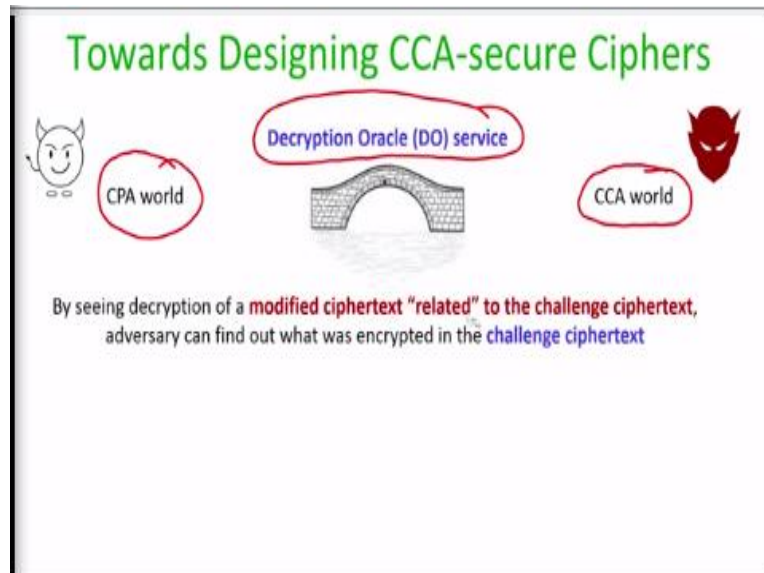 Towards Designing CCA-secure Ciphers
Decryption Oracle (DO) service
CPA world
CCA world
By seeing decryption of a modified ciphertext “related” to the challenge ciphertext,
adversary can find out what was encrypted in the challenge ciphertext